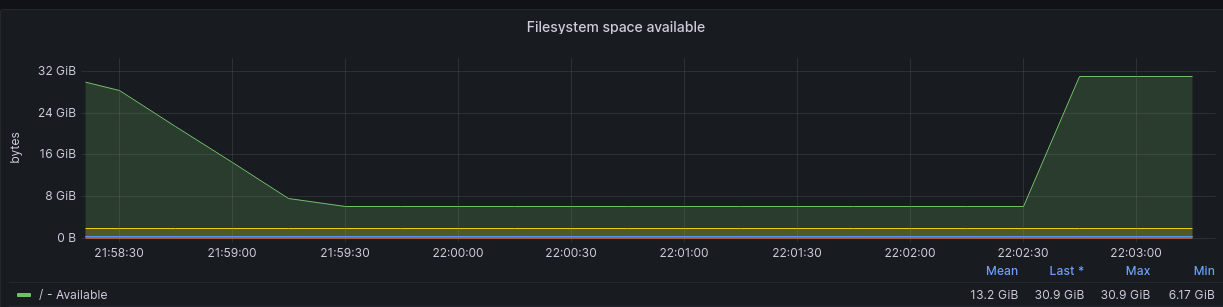 Filesystem space available
bytes
32 GiB
24 GiB
16 GiB
8 GiB
0 B
21:58:30 21:59:00 21:59:30 22:00:00 22:00:30 22:01:00 22:01:30 22:02:00 22:02:30 22:03:00
Mean Last * Max Min
/ - Available 13.2 GiB 30.9 GiB 30.9 GiB 6.17 GiB